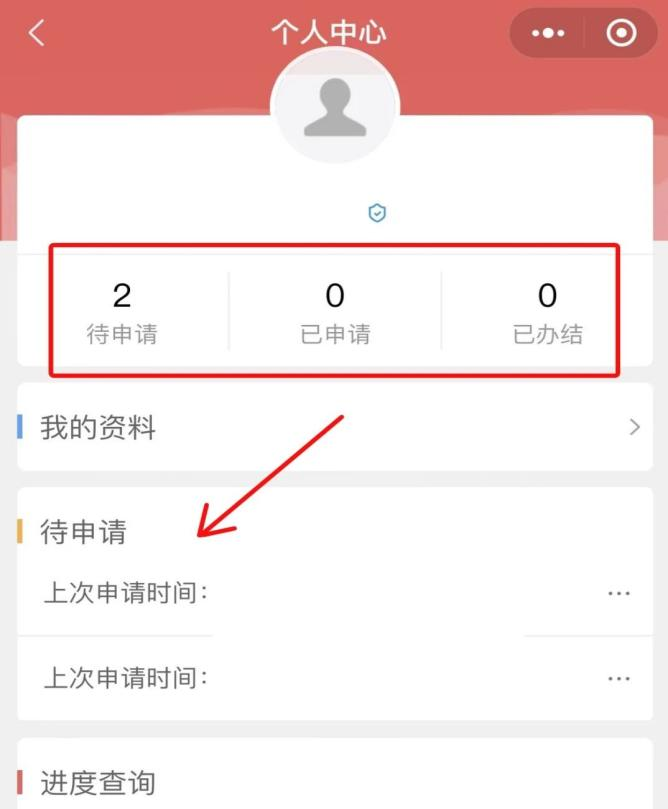 个人中心
2 0 0
待申请 已申请 已办结
我的资料
待申请
上次申请时间：
上次申请时间：
进度查询